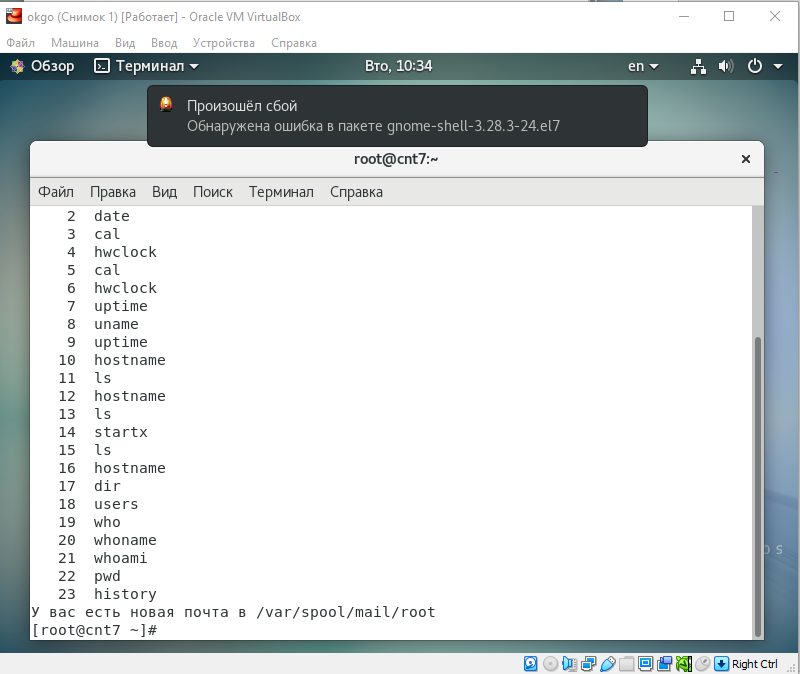 okgo (Снимок 1) [Работает] - Oracle VM VirtualBox
Файл Машина Вид Ввод Устройства Справка
Обзор Терминал Вто, 10:34 en
Произошёл сбой
Обнаружена ошибка в пакете gnome-shell-3.28.3-24.el7
root@cnt7:~
Файл Правка Вид Поиск Терминал Справка
2 date
3 cal
4 hwclock
5 cal
6 hwclock
7 uptime
8 uname
9 uptime
10 hostname
11 ls
12 hostname
13 ls
14 startx
15 ls
16 hostname
17 dir
18 users
19 who
20 whoname
21 whoami
22 pwd
23 history
У вас есть новая почта в /var/spool/mail/root
[root@cnt7 ~]#
Right Ctrl